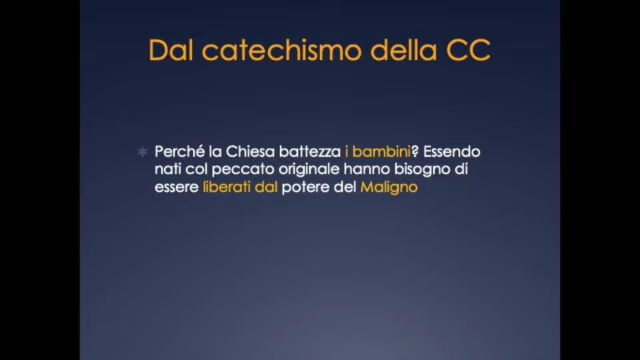 Dal catechismo della CC
Perché la Chiesa battezza i bambini? Essendo
nati col peccato originale hanno bisogno di
essere liberati dal potere del Maligno